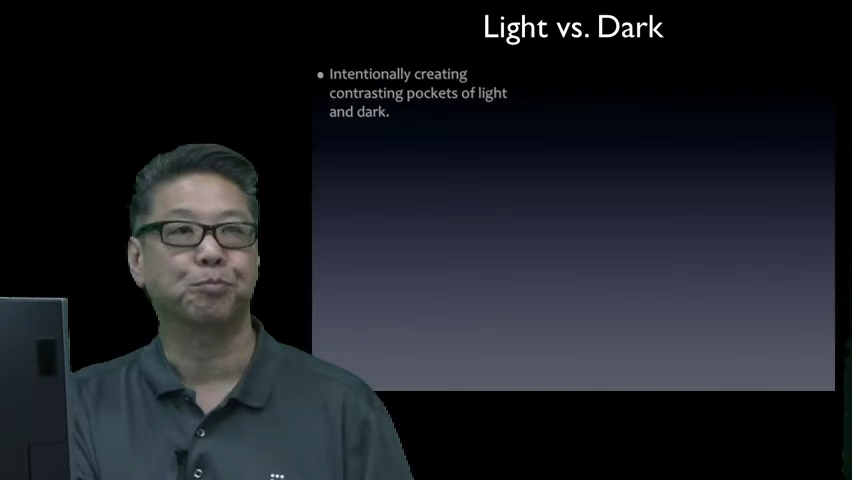 Light vs. Dark
• Intentionally creating
contrasting pockets of light
and dark.